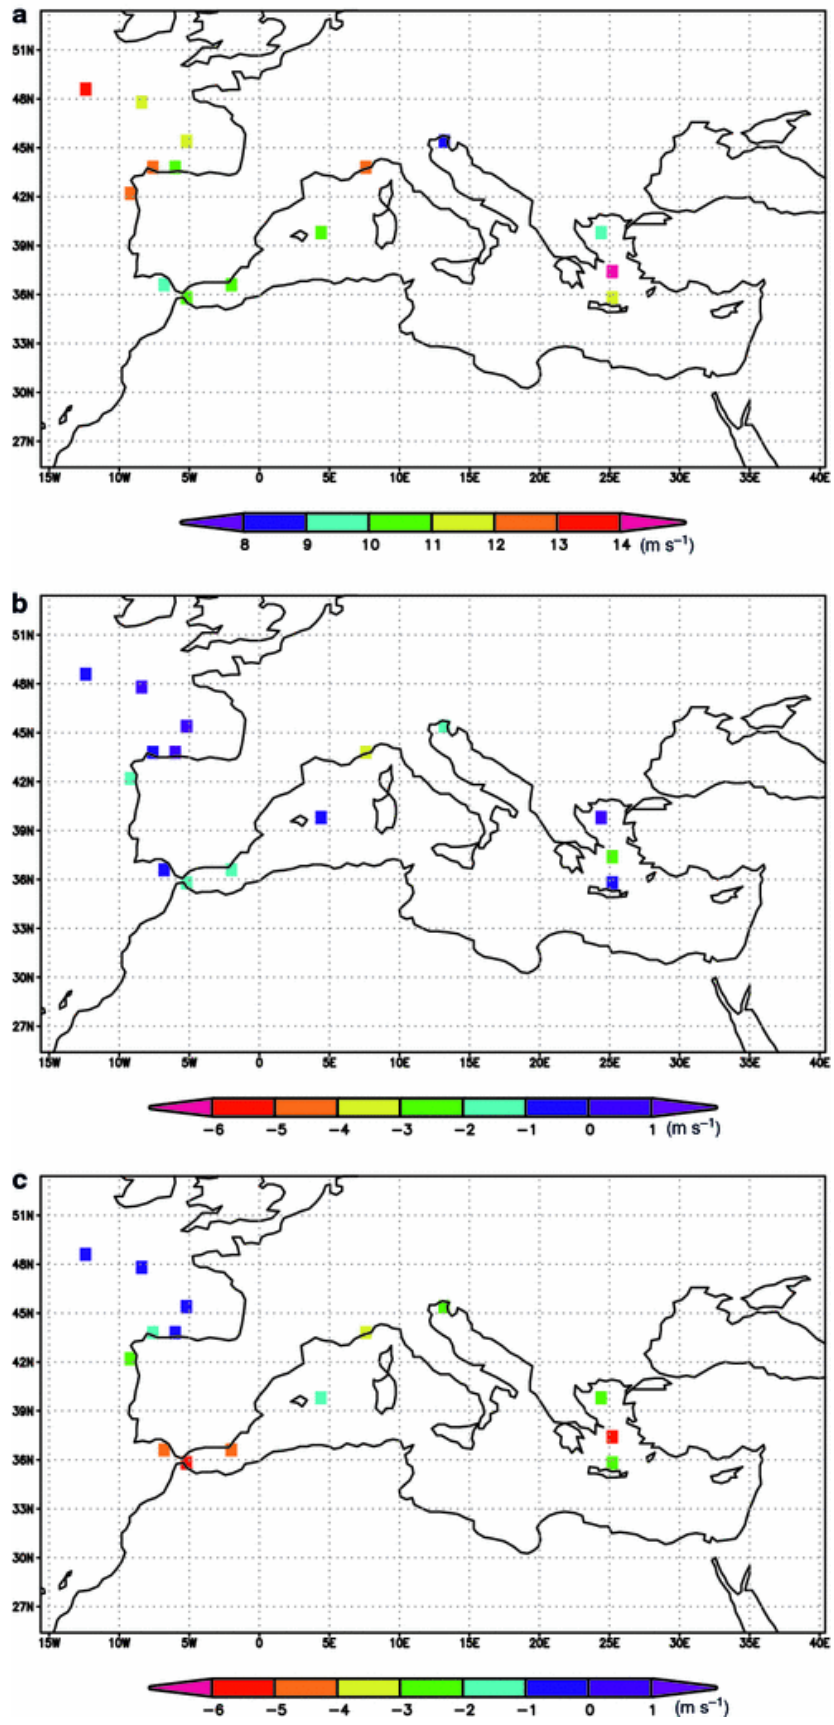 a
51N
48N
45N
42N
39N
36N
33N
30N
27N
15W 10W 5W 0 5E 10E 15E 20E 25E 30E 35E 40E
8 9 10 11 12 13 14 (m s⁻¹)
b
51N
48N
45N
42N
39N
36N
33N
30N
27N
15W 10W 5W 0 5E 10E 15E 20E 25E 30E 35E 40E
−6 −5 −4 −3 −2 −1 0 1 (m s⁻¹)
c
51N
48N
45N
42N
39N
36N
33N
30N
27N
15W 10W 5W 0 5E 10E 15E 20E 25E 30E 35E 40E
−6 −5 −4 −3 −2 −1 0 1 (m s⁻¹)